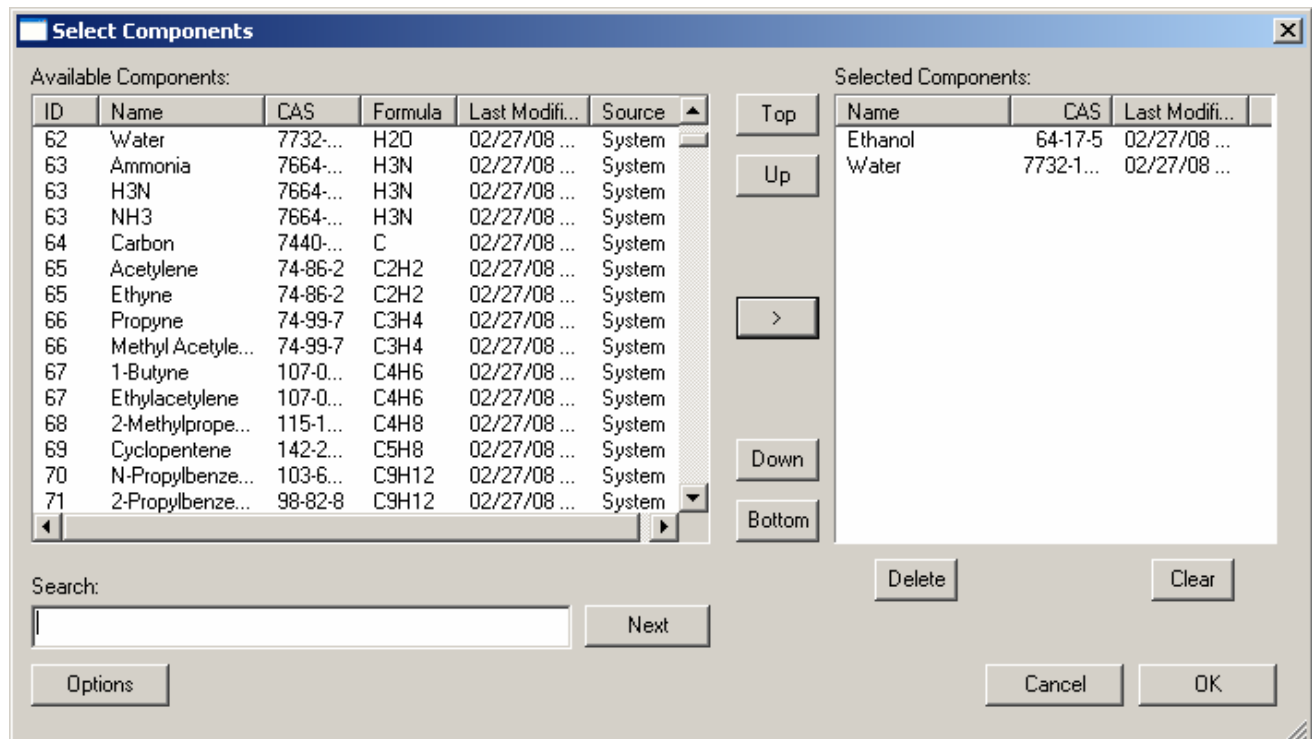 Select Components
Available Components:
ID Name CAS Formula Last Modifi... Source
62 Water 7732-... H2O 02/27/08 ... System
63 Ammonia 7664-... H3N 02/27/08 ... System
63 H3N 7664-... H3N 02/27/08 ... System
63 NH3 7664-... H3N 02/27/08 ... System
64 Carbon 7440-... C 02/27/08 ... System
65 Acetylene 74-86-2 C2H2 02/27/08 ... System
65 Ethyne 74-86-2 C2H2 02/27/08 ... System
66 Propyne 74-99-7 C3H4 02/27/08 ... System
66 Methyl Acetyle... 74-99-7 C3H4 02/27/08 ... System
67 1-Butyne 107-0... C4H6 02/27/08 ... System
67 Ethylacetylene 107-0... C4H6 02/27/08 ... System
68 2-Methylprope... 115-1... C4H8 02/27/08 ... System
69 Cyclopentene 142-2... C5H8 02/27/08 ... System
70 N-Propylbenze... 103-6... C9H12 02/27/08 ... System
71 2-Propylbenze... 98-82-8 C9H12 02/27/08 ... System
Top
Up
>
Down
Bottom
Selected Components:
Name CAS Last Modifi...
Ethanol 64-17-5 02/27/08 ...
Water 7732-1... 02/27/08 ...
Delete Clear
Search:
Next
Options
Cancel OK